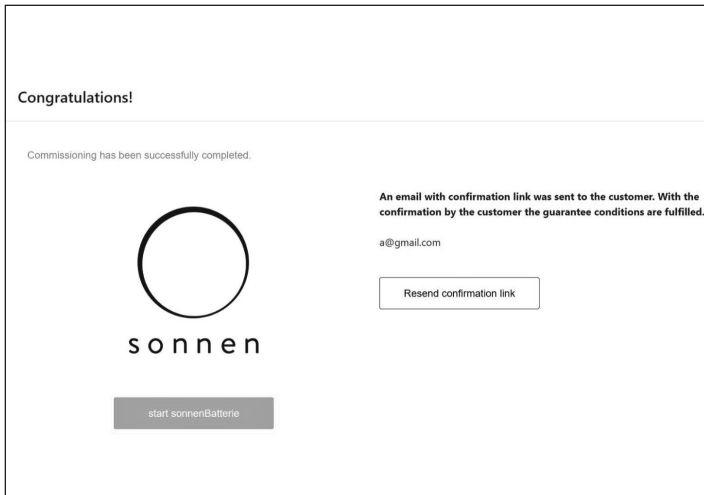 Congratulations!
Commissioning has been successfully completed.
An email with confirmation link was sent to the customer. With the
confirmation by the customer the guarantee conditions are fulfilled.
a@gmail.com
Resend confirmation link
sonnen
start sonnenBatterie